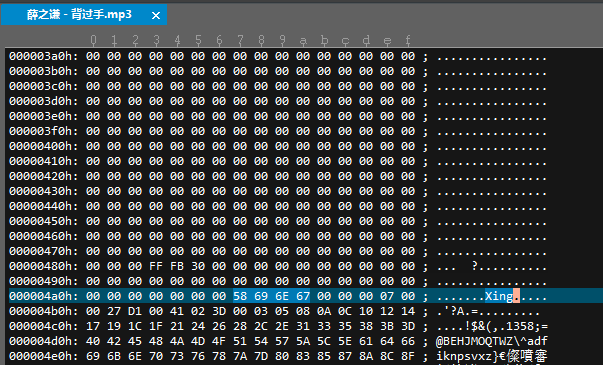 薛之谦 - 背过手.mp3 ×
0 1 2 3 4 5 6 7 8 9 a b c d e f
000003a0h: 00 00 00 00 00 00 00 00 00 00 00 00 00 00 00 00 ; ................
000003b0h: 00 00 00 00 00 00 00 00 00 00 00 00 00 00 00 00 ; ................
000003c0h: 00 00 00 00 00 00 00 00 00 00 00 00 00 00 00 00 ; ................
000003d0h: 00 00 00 00 00 00 00 00 00 00 00 00 00 00 00 00 ; ................
000003e0h: 00 00 00 00 00 00 00 00 00 00 00 00 00 00 00 00 ; ................
000003f0h: 00 00 00 00 00 00 00 00 00 00 00 00 00 00 00 00 ; ................
00000400h: 00 00 00 00 00 00 00 00 00 00 00 00 00 00 00 00 ; ................
00000410h: 00 00 00 00 00 00 00 00 00 00 00 00 00 00 00 00 ; ................
00000420h: 00 00 00 00 00 00 00 00 00 00 00 00 00 00 00 00 ; ................
00000430h: 00 00 00 00 00 00 00 00 00 00 00 00 00 00 00 00 ; ................
00000440h: 00 00 00 00 00 00 00 00 00 00 00 00 00 00 00 00 ; ................
00000450h: 00 00 00 00 00 00 00 00 00 00 00 00 00 00 00 00 ; ................
00000460h: 00 00 00 00 00 00 00 00 00 00 00 00 00 00 00 00 ; ................
00000470h: 00 00 00 00 00 00 00 00 00 00 00 00 00 00 00 00 ; ................
00000480h: 00 00 00 FF FB 30 00 00 00 00 00 00 00 00 00 00 ; ... ?..........
00000490h: 00 00 00 00 00 00 00 00 00 00 00 00 00 00 00 00 ; ................
000004a0h: 00 00 00 00 00 00 00 58 69 6E 67 00 00 00 07 00 ; .......Xing.....
000004b0h: 00 27 D1 00 41 02 3D 00 03 05 08 0A 0C 10 12 14 ; .'?A.=.........
000004c0h: 17 19 1C 1F 21 24 26 28 2C 2E 31 33 35 38 3B 3D ; ....!$&(,.1358;=
000004d0h: 40 42 45 48 4A 4D 4F 51 54 57 5A 5C 5E 61 64 66 ; @BEHJMOQTWZ\^adf
000004e0h: 69 6B 6E 70 73 76 78 7A 7D 80 83 85 87 8A 8C 8F ; iknpsvxz}€儏噴審